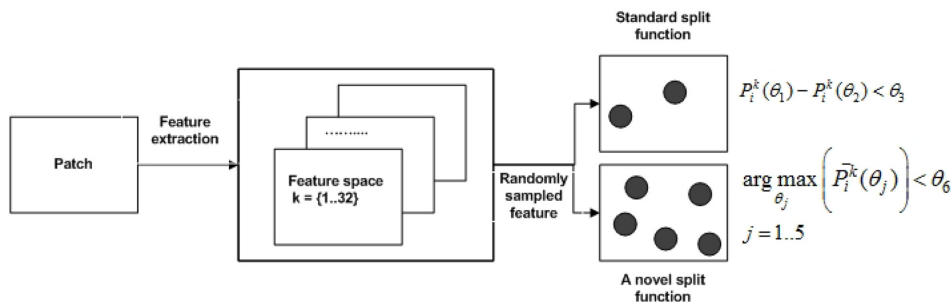 Standard split
function
P_i^k(θ_1) − P_i^k(θ_2) < θ_3
Feature
extraction
Patch
..........
Feature space
k = {1..32}
Randomly
sampled
feature
arg max_{θ_j} (P̄_i^k(θ_j)) < θ_6
j = 1..5
A novel split
function